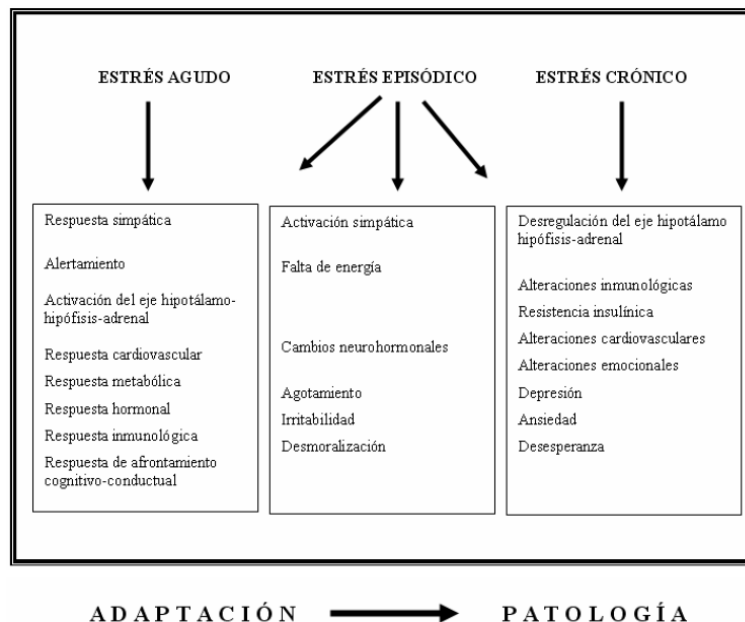 ESTRÉS AGUDO
ESTRÉS EPISÓDICO
ESTRÉS CRÓNICO
Respuesta simpática
Alertamiento
Activación del eje hipotálamo-
hipófisis-adrenal
Respuesta cardiovascular
Respuesta metabólica
Respuesta hormonal
Respuesta inmunológica
Respuesta de afrontamiento
cognitivo-conductual
Activación simpática
Falta de energía
Cambios neurohormonales
Agotamiento
Irritabilidad
Desmoralización
Desregulación del eje hipotálamo
hipófisis-adrenal
Alteraciones inmunológicas
Resistencia insulínica
Alteraciones cardiovasculares
Alteraciones emocionales
Depresión
Ansiedad
Desesperanza
ADAPTACIÓN
PATOLOGÍA